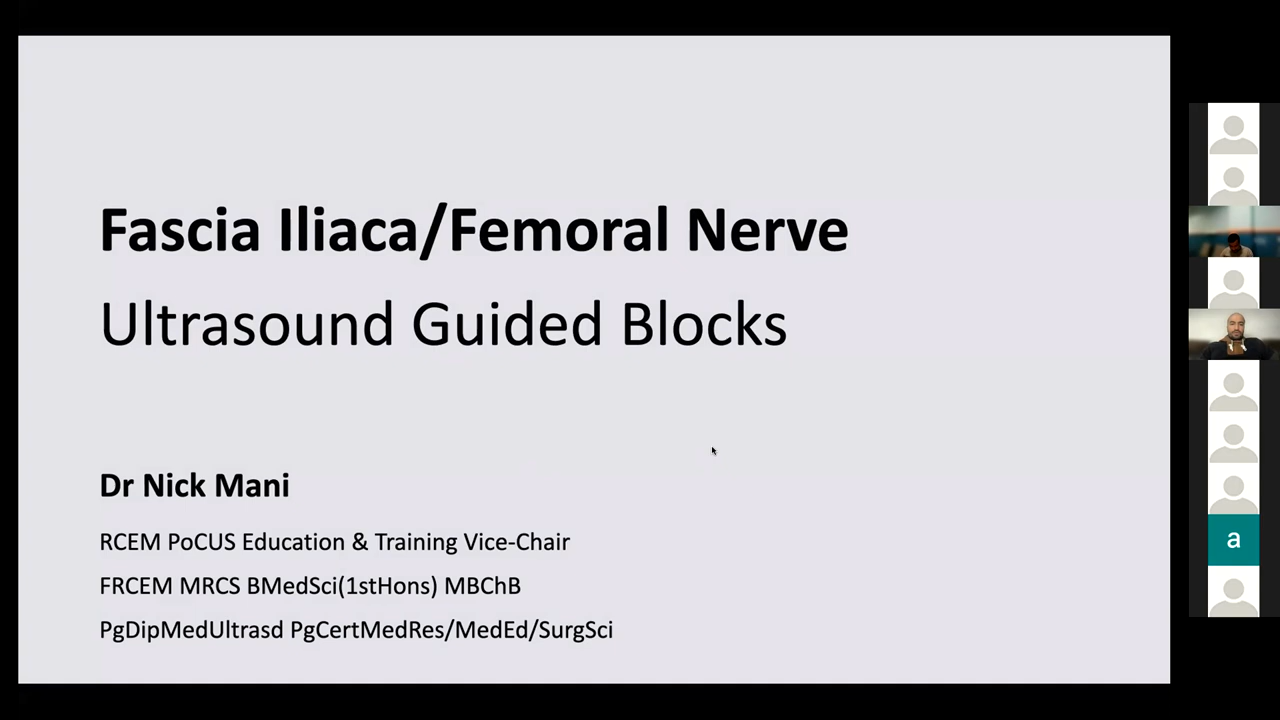 Fascia Iliaca/Femoral Nerve
Ultrasound Guided Blocks
Dr Nick Mani
RCEM PoCUS Education & Training Vice-Chair
FRCEM MRCS BMedSci(1stHons) MBChB
PgDipMedUltrasd PgCertMedRes/MedEd/SurgSci
a